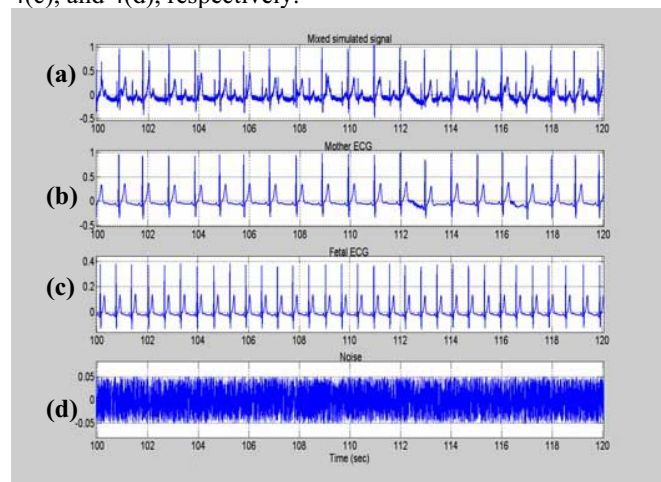 4(c), and 4(d), respectively.
Mixed simulated signal
(a)
1
0.5
0
-0.5
100 102 104 106 108 110 112 114 116 118 120
Mother ECG
(b)
1
0.5
0
-0.5
100 102 104 106 108 110 112 114 116 118 120
Fetal ECG
(c)
0.4
0.2
0
100 102 104 106 108 110 112 114 116 118 120
Noise
(d)
0.05
0
-0.05
100 102 104 106 108 110 112 114 116 118 120
Time (sec)